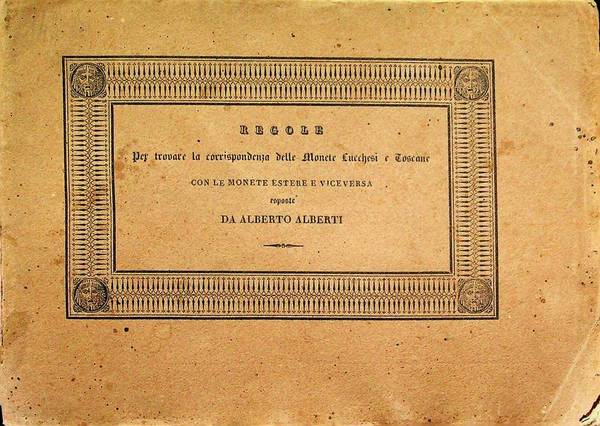 REGOLE
Per trovare la corrispondenza delle Monete Lucchesi e Toscane
CON LE MONETE ESTERE E VICEVERSA
esposte
DA ALBERTO ALBERTI